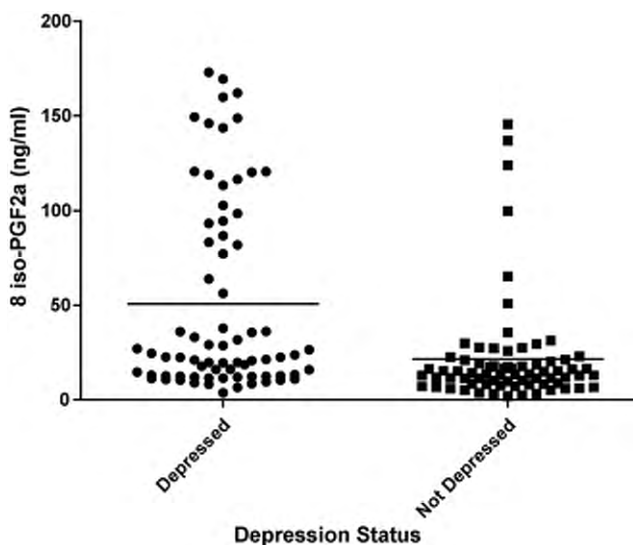 200
150
100
50
0
8 iso-PGF2a (ng/ml)
Depressed
Not Depressed
Depression Status